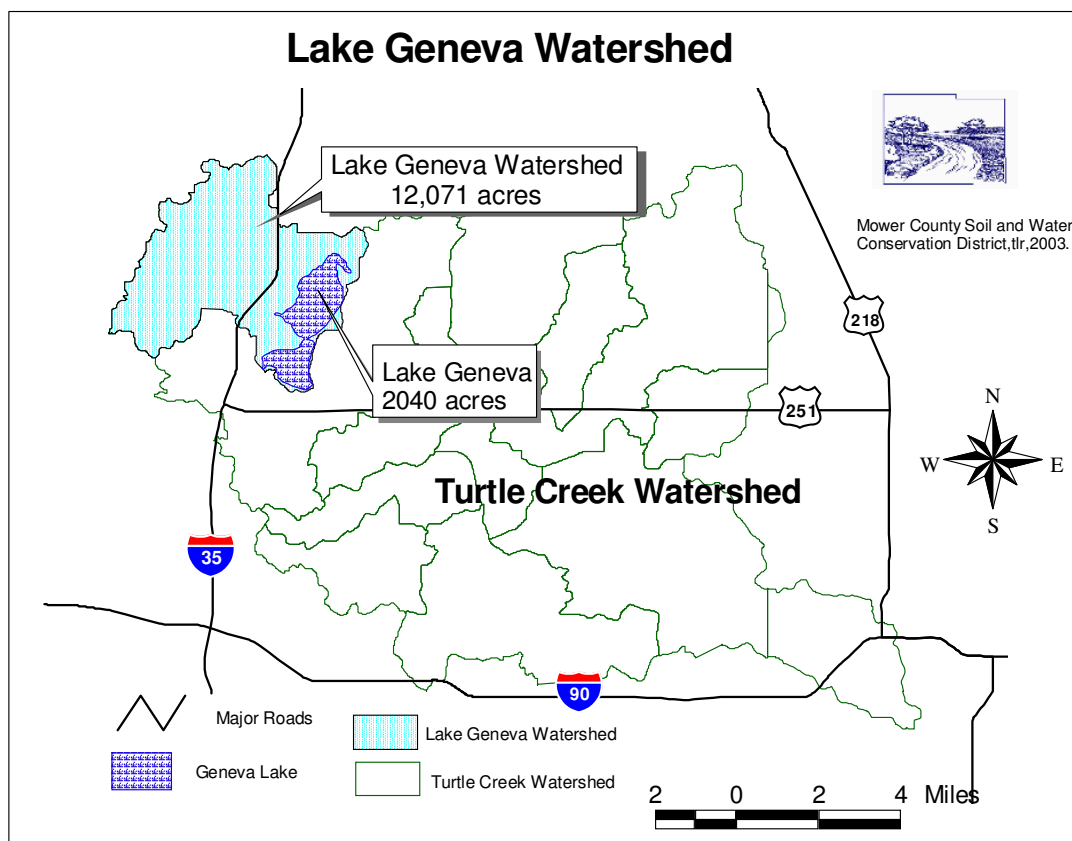 Lake Geneva Watershed
Lake Geneva Watershed
12,071 acres
Mower County Soil and Water
Conservation District,tlr,2003.
218
Lake Geneva
2040 acres
251
N
W
E
S
Turtle Creek Watershed
35
90
Major Roads
Lake Geneva Watershed
Geneva Lake
Turtle Creek Watershed
2 0 2 4 Miles